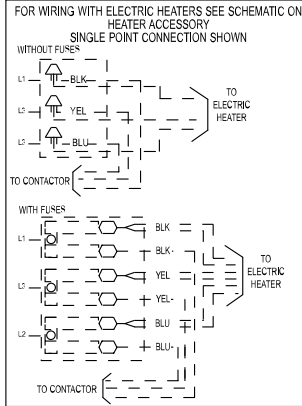 FOR WIRING WITH ELECTRIC HEATERS SEE SCHEMATIC ON
HEATER ACCESSORY
SINGLE POINT CONNECTION SHOWN
WITHOUT FUSES
L1
BLK
L3
YEL
L2
BLU
TO
ELECTRIC
HEATER
TO CONTACTOR
WITH FUSES
L1
BLK
BLK
L3
YEL
YEL
L2
BLU
BLU
TO
ELECTRIC
HEATER
TO CONTACTOR